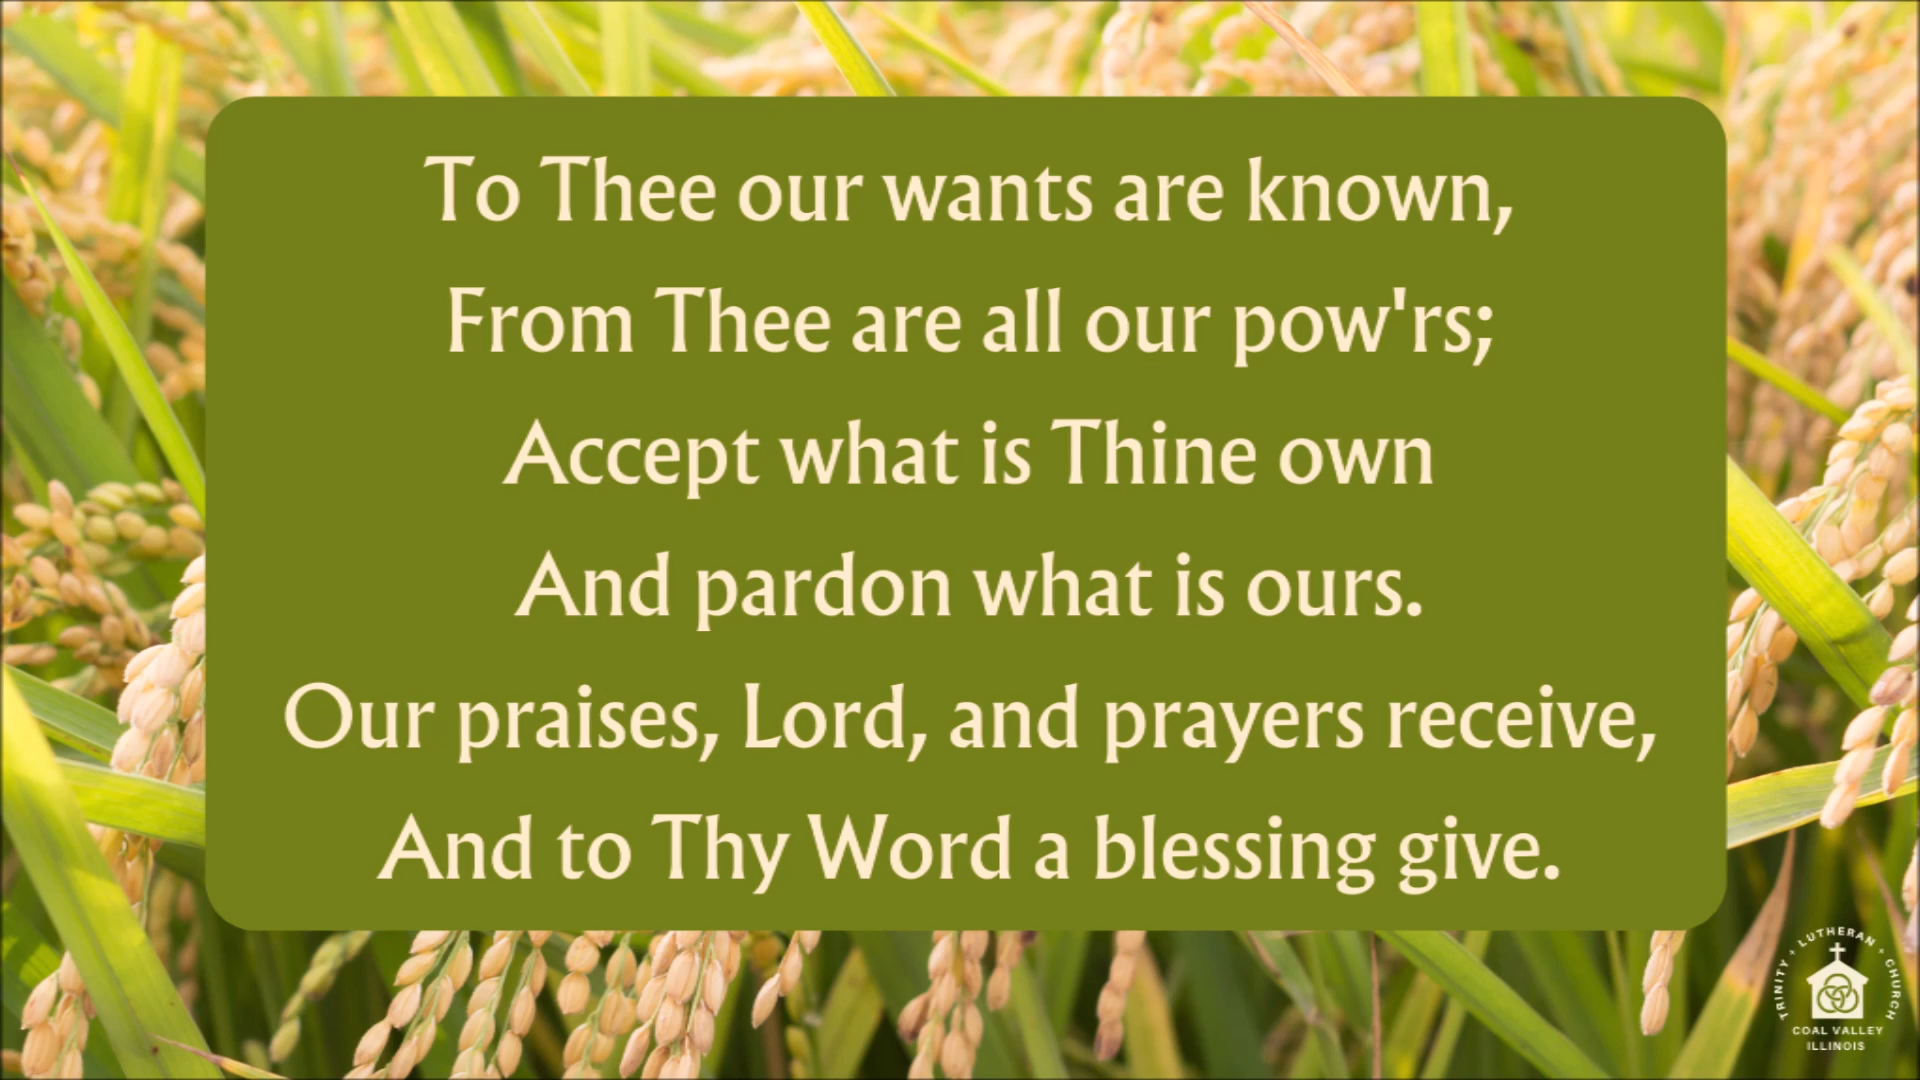 To Thee our wants are known,
From Thee are all our pow'rs;
Accept what is Thine own
And pardon what is ours.
Our praises, Lord, and prayers receive,
And to Thy Word a blessing give.
TRINITY + LUTHERAN + CHURCH
COAL VALLEY
ILLINOIS